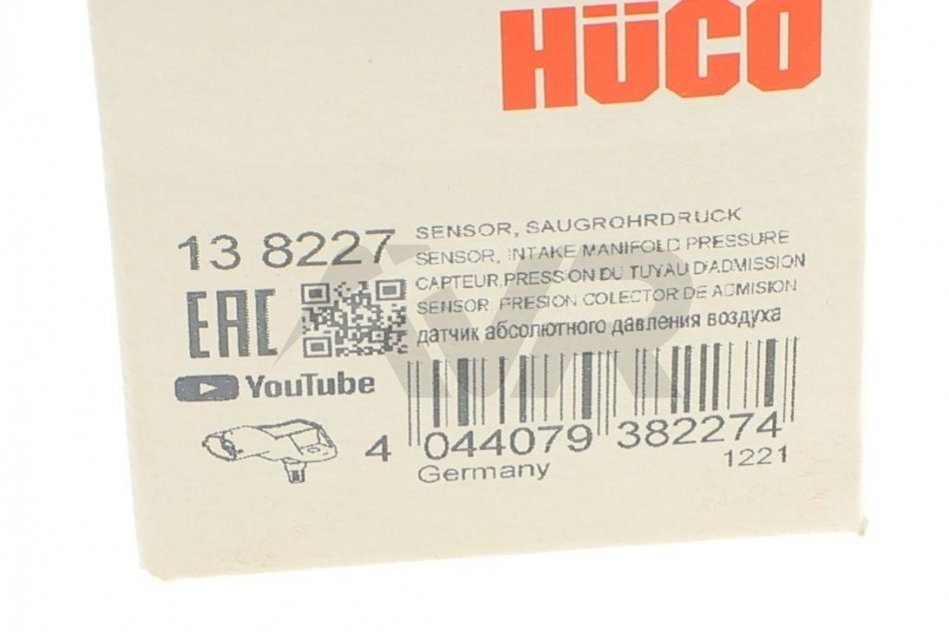 HÜCO
13 8227
SENSOR, SAUGROHRDRUCK
SENSOR, INTAKE MANIFOLD PRESSURE
CAPTEUR, PRESSION DU TUYAU D'ADMISSION
SENSOR, PRESION COLECTOR DE ADMISION
датчик абсолютного давления воздуха
EAC
YouTube
4 044079 382274
Germany
1221